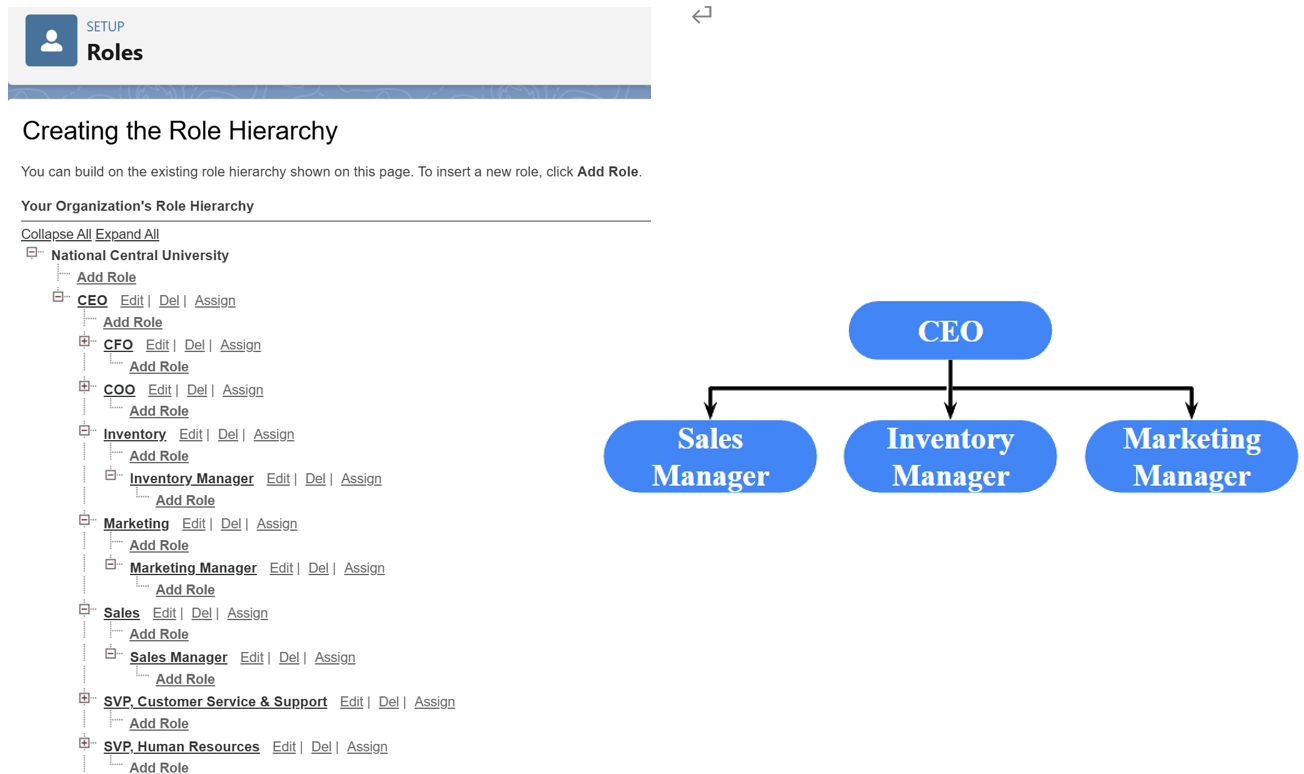 SETUP
Roles
Creating the Role Hierarchy
You can build on the existing role hierarchy shown on this page. To insert a new role, click Add Role.
Your Organization's Role Hierarchy
Collapse All Expand All
National Central University
Add Role
CEO Edit | Del | Assign
Add Role
CFO Edit | Del | Assign
Add Role
COO Edit | Del | Assign
Add Role
Inventory Edit | Del | Assign
Add Role
Inventory Manager Edit | Del | Assign
Add Role
Marketing Edit | Del | Assign
Add Role
Marketing Manager Edit | Del | Assign
Add Role
Sales Edit | Del | Assign
Add Role
Sales Manager Edit | Del | Assign
Add Role
SVP, Customer Service & Support Edit | Del | Assign
Add Role
SVP, Human Resources Edit | Del | Assign
Add Role
CEO
Sales
Manager
Inventory
Manager
Marketing
Manager